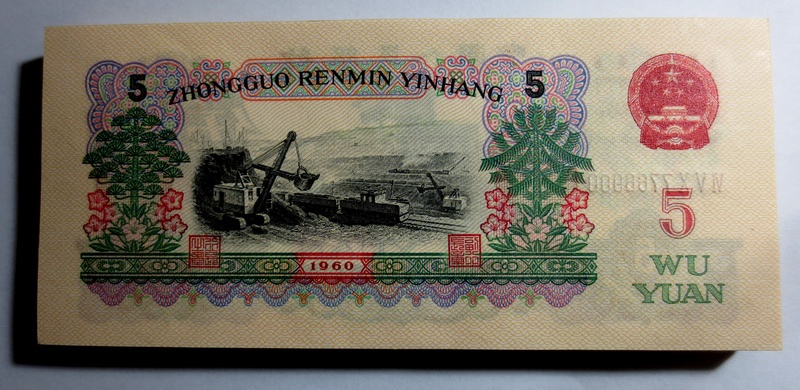 5 ZHONGGUO RENMIN YINHANG 5
5
WU
YUAN
1960